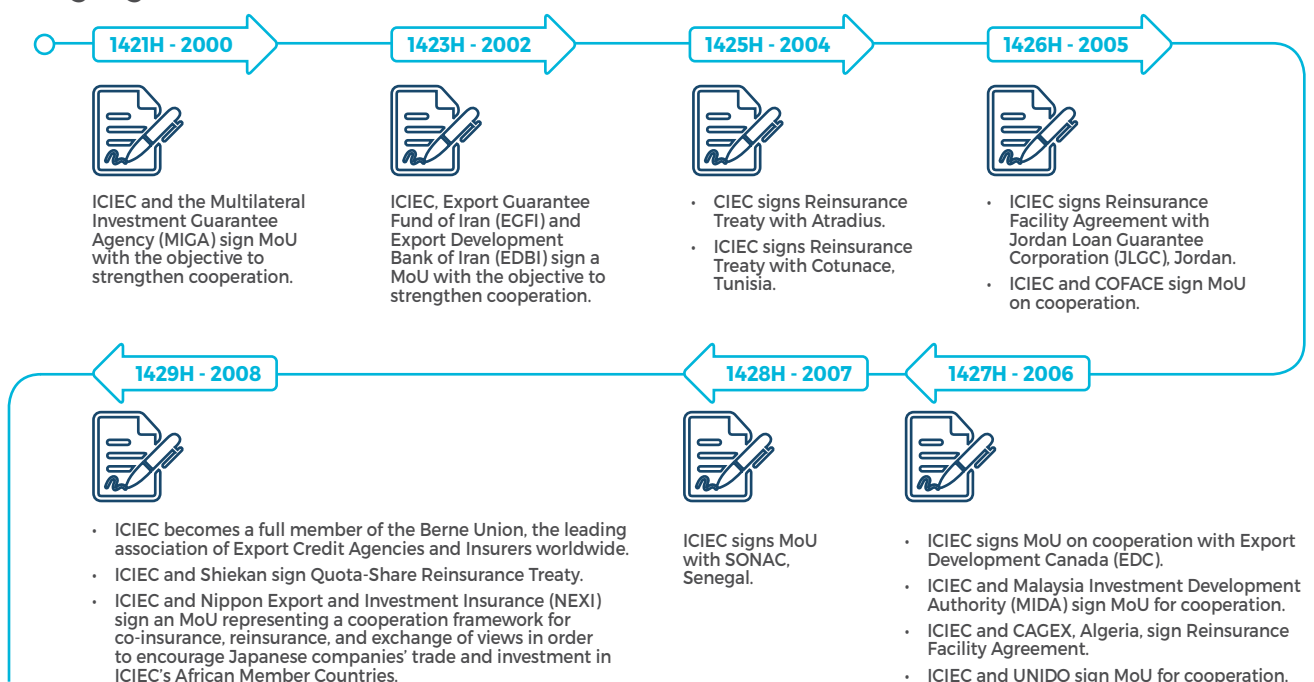 1421H - 2000
ICIEC and the Multilateral
Investment Guarantee
Agency (MIGA) sign MoU
with the objective to
strengthen cooperation.
1423H - 2002
ICIEC, Export Guarantee
Fund of Iran (EGFI) and
Export Development
Bank of Iran (EDBI) sign a
MoU with the objective to
strengthen cooperation.
1425H - 2004
• CIEC signs Reinsurance
Treaty with Atradius.
• ICIEC signs Reinsurance
Treaty with Cotunace,
Tunisia.
1426H - 2005
• ICIEC signs Reinsurance
Facility Agreement with
Jordan Loan Guarantee
Corporation (JLGC), Jordan.
• ICIEC and COFACE sign MoU
on cooperation.
1427H - 2006
• ICIEC signs MoU on cooperation with Export
Development Canada (EDC).
• ICIEC and Malaysia Investment Development
Authority (MIDA) sign MoU for cooperation.
• ICIEC and CAGEX, Algeria, sign Reinsurance
Facility Agreement.
• ICIEC and UNIDO sign MoU for cooperation.
1428H - 2007
ICIEC signs MoU
with SONAC,
Senegal.
1429H - 2008
• ICIEC becomes a full member of the Berne Union, the leading
association of Export Credit Agencies and Insurers worldwide.
• ICIEC and Shiekan sign Quota-Share Reinsurance Treaty.
• ICIEC and Nippon Export and Investment Insurance (NEXI)
sign an MoU representing a cooperation framework for
co-insurance, reinsurance, and exchange of views in order
to encourage Japanese companies' trade and investment in
ICIEC's African Member Countries.